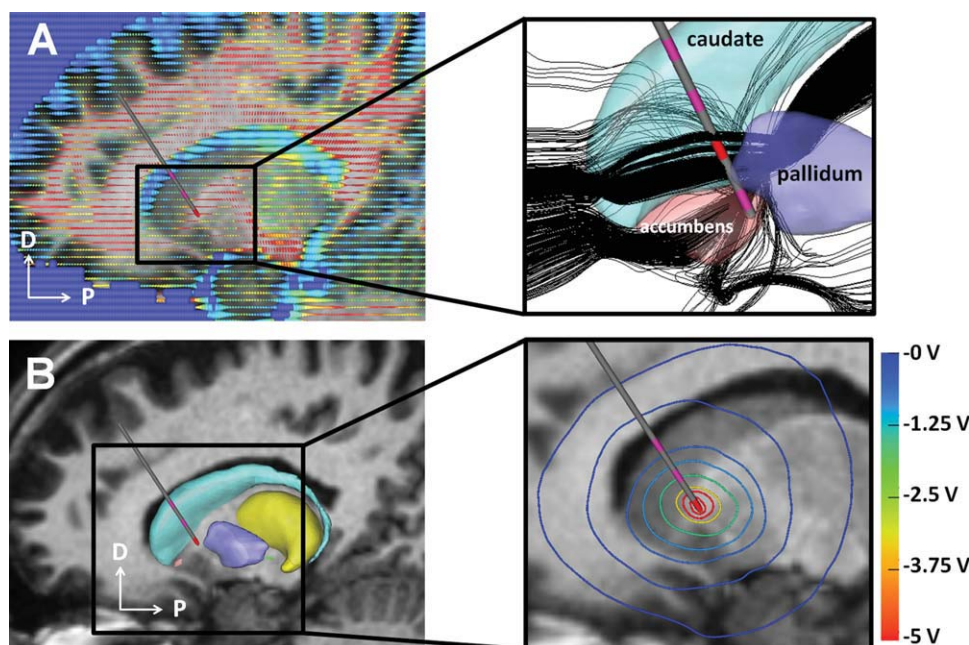 A
D
P
caudate
pallidum
accumbens
B
D
P
-0 V
-1.25 V
-2.5 V
-3.75 V
-5 V